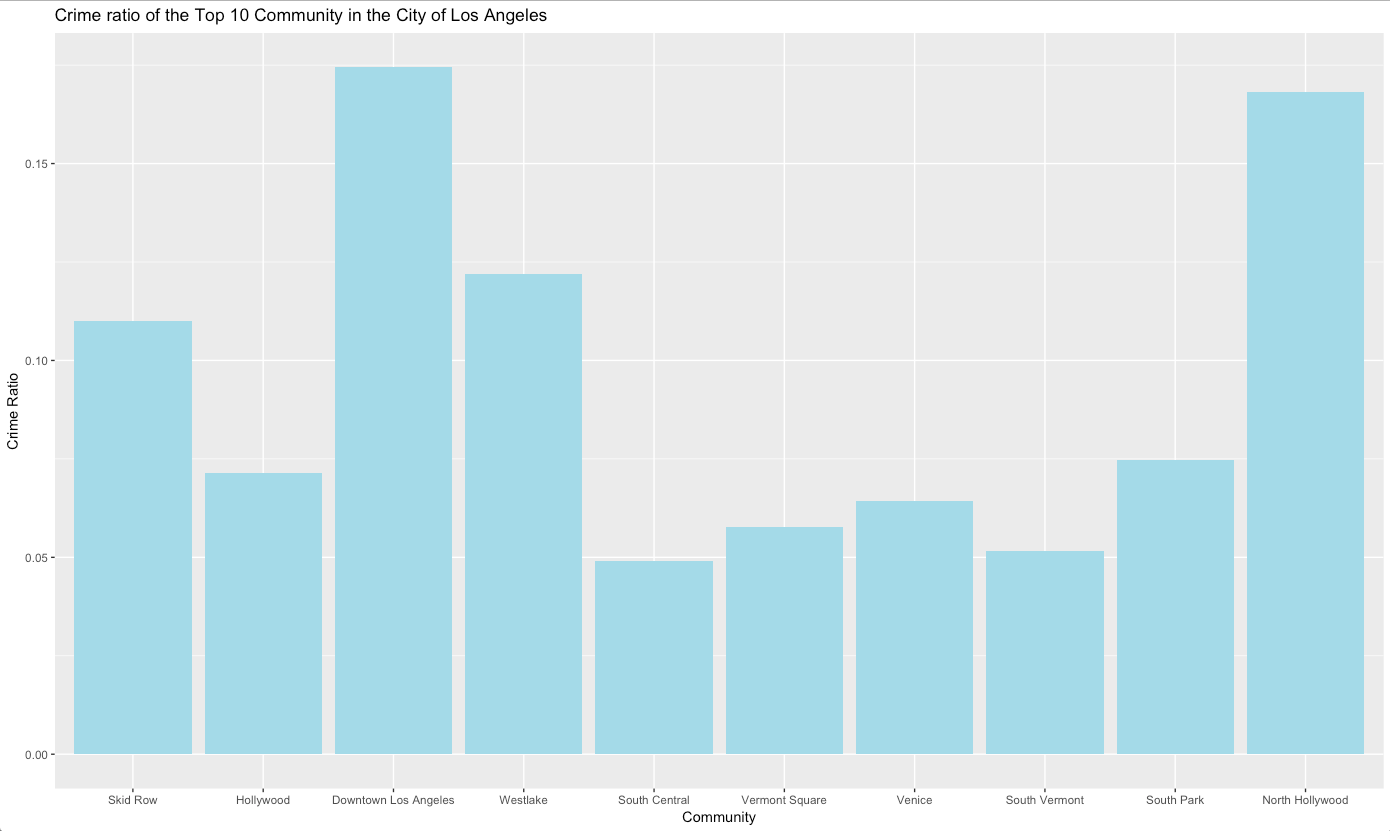 Crime ratio of the Top 10 Community in the City of Los Angeles
0.15
0.10
Crime Ratio
0.05
0.00
Skid Row Hollywood Downtown Los Angeles Westlake South Central Vermont Square Venice South Vermont South Park North Hollywood
Community